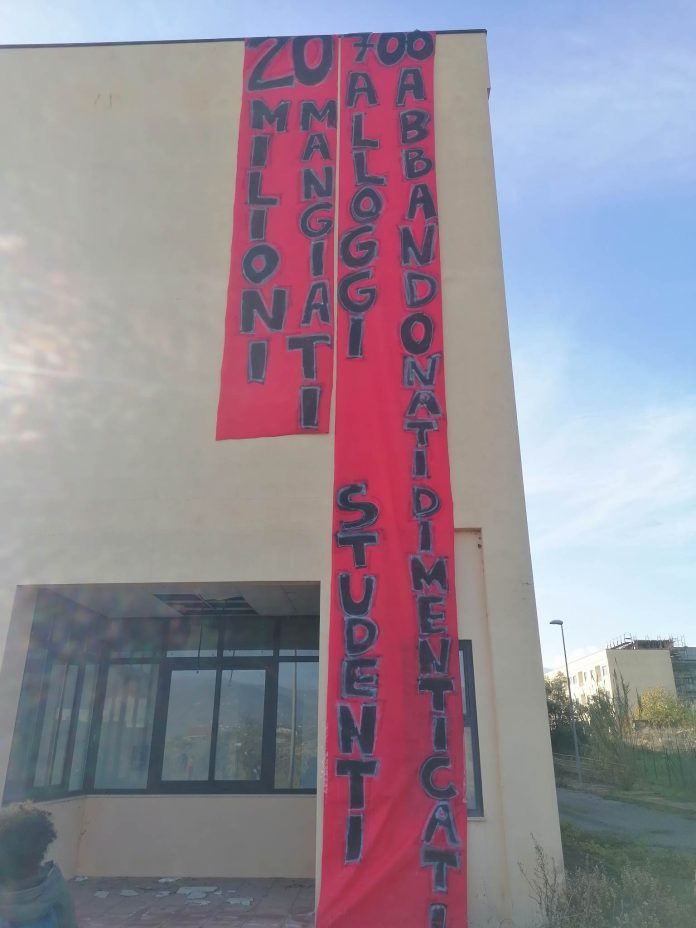 20
MILIONI
MANGIATI
700
ALLOGGI
ABBANDONATI
STUDENTI
DIMENTICATI